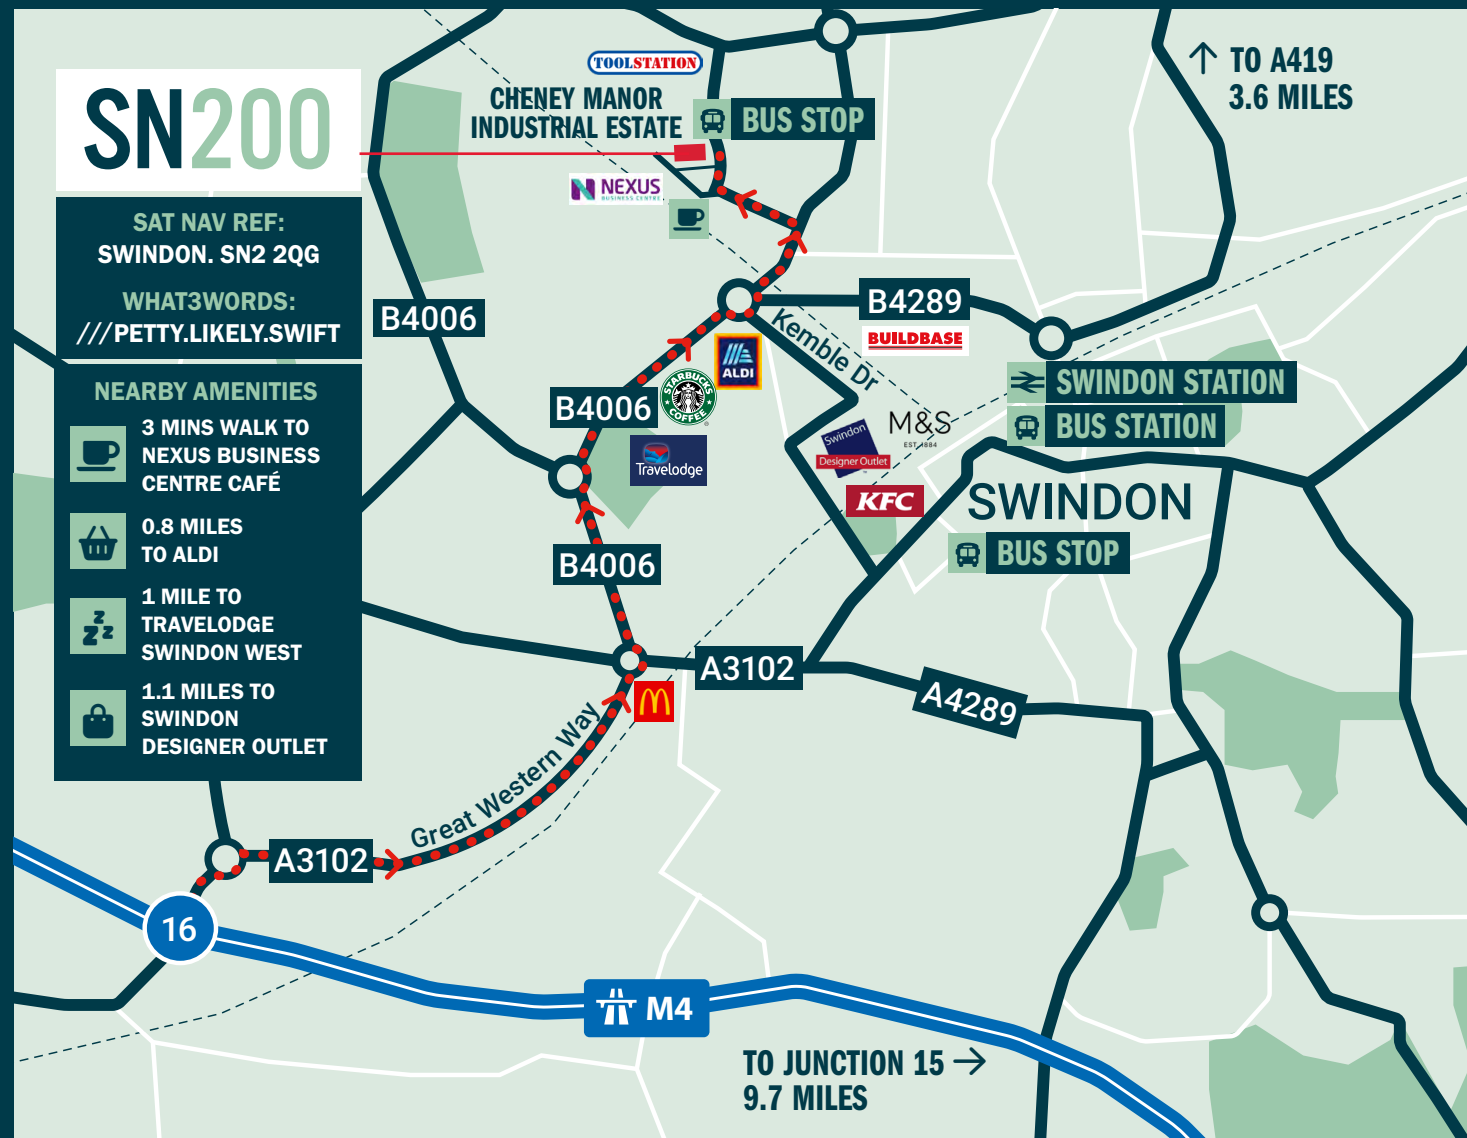 TO A419
3.6 MILES
TOOLSTATION
CHENEY MANOR
INDUSTRIAL ESTATE
BUS STOP
SN200
NEXUS
BUSINESS CENTRE
SAT NAV REF:
SWINDON. SN2 2QG
WHAT3WORDS:
///PETTY.LIKELY.SWIFT
B4006
B4289
BUILDBASE
Kemble Dr
ALDI
STARBUCKS
COFFEE
SWINDON STATION
BUS STATION
NEARBY AMENITIES
3 MINS WALK TO
NEXUS BUSINESS
CENTRE CAFÉ
0.8 MILES
TO ALDI
1 MILE TO
TRAVELODGE
SWINDON WEST
1.1 MILES TO
SWINDON
DESIGNER OUTLET
B4006
Travelodge
M&S
EST. 1884
Swindon
Designer Outlet
KFC
SWINDON
BUS STOP
B4006
A3102
A4289
Great Western Way
A3102
16
M4
TO JUNCTION 15
9.7 MILES